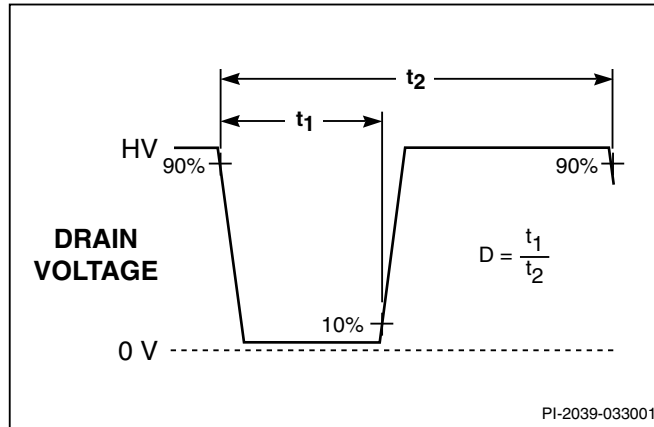 t2
t1
HV
90%
90%
DRAIN
VOLTAGE
D = t1/t2
10%
0 V
PI-2039-033001